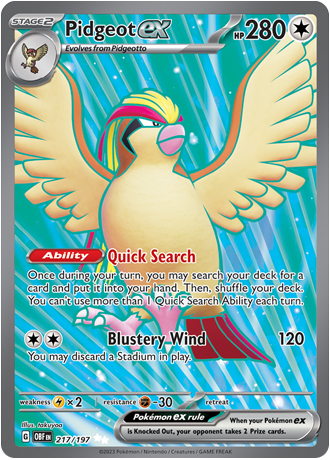 STAGE2 Pidgeot ex HP 280
Evolves from Pidgeotto
Ability Quick Search
Once during your turn, you may search your deck for a
card and put it into your hand. Then, shuffle your deck.
You can't use more than 1 Quick Search Ability each turn.
Blustery Wind 120
You may discard a Stadium in play.
weakness ×2 resistance -30 retreat
Illus. takuyoa
Pokémon ex rule
When your Pokémon ex
is Knocked Out, your opponent takes 2 Prize cards.
G OBF EN 217/197
©2023 Pokémon / Nintendo / Creatures / GAME FREAK